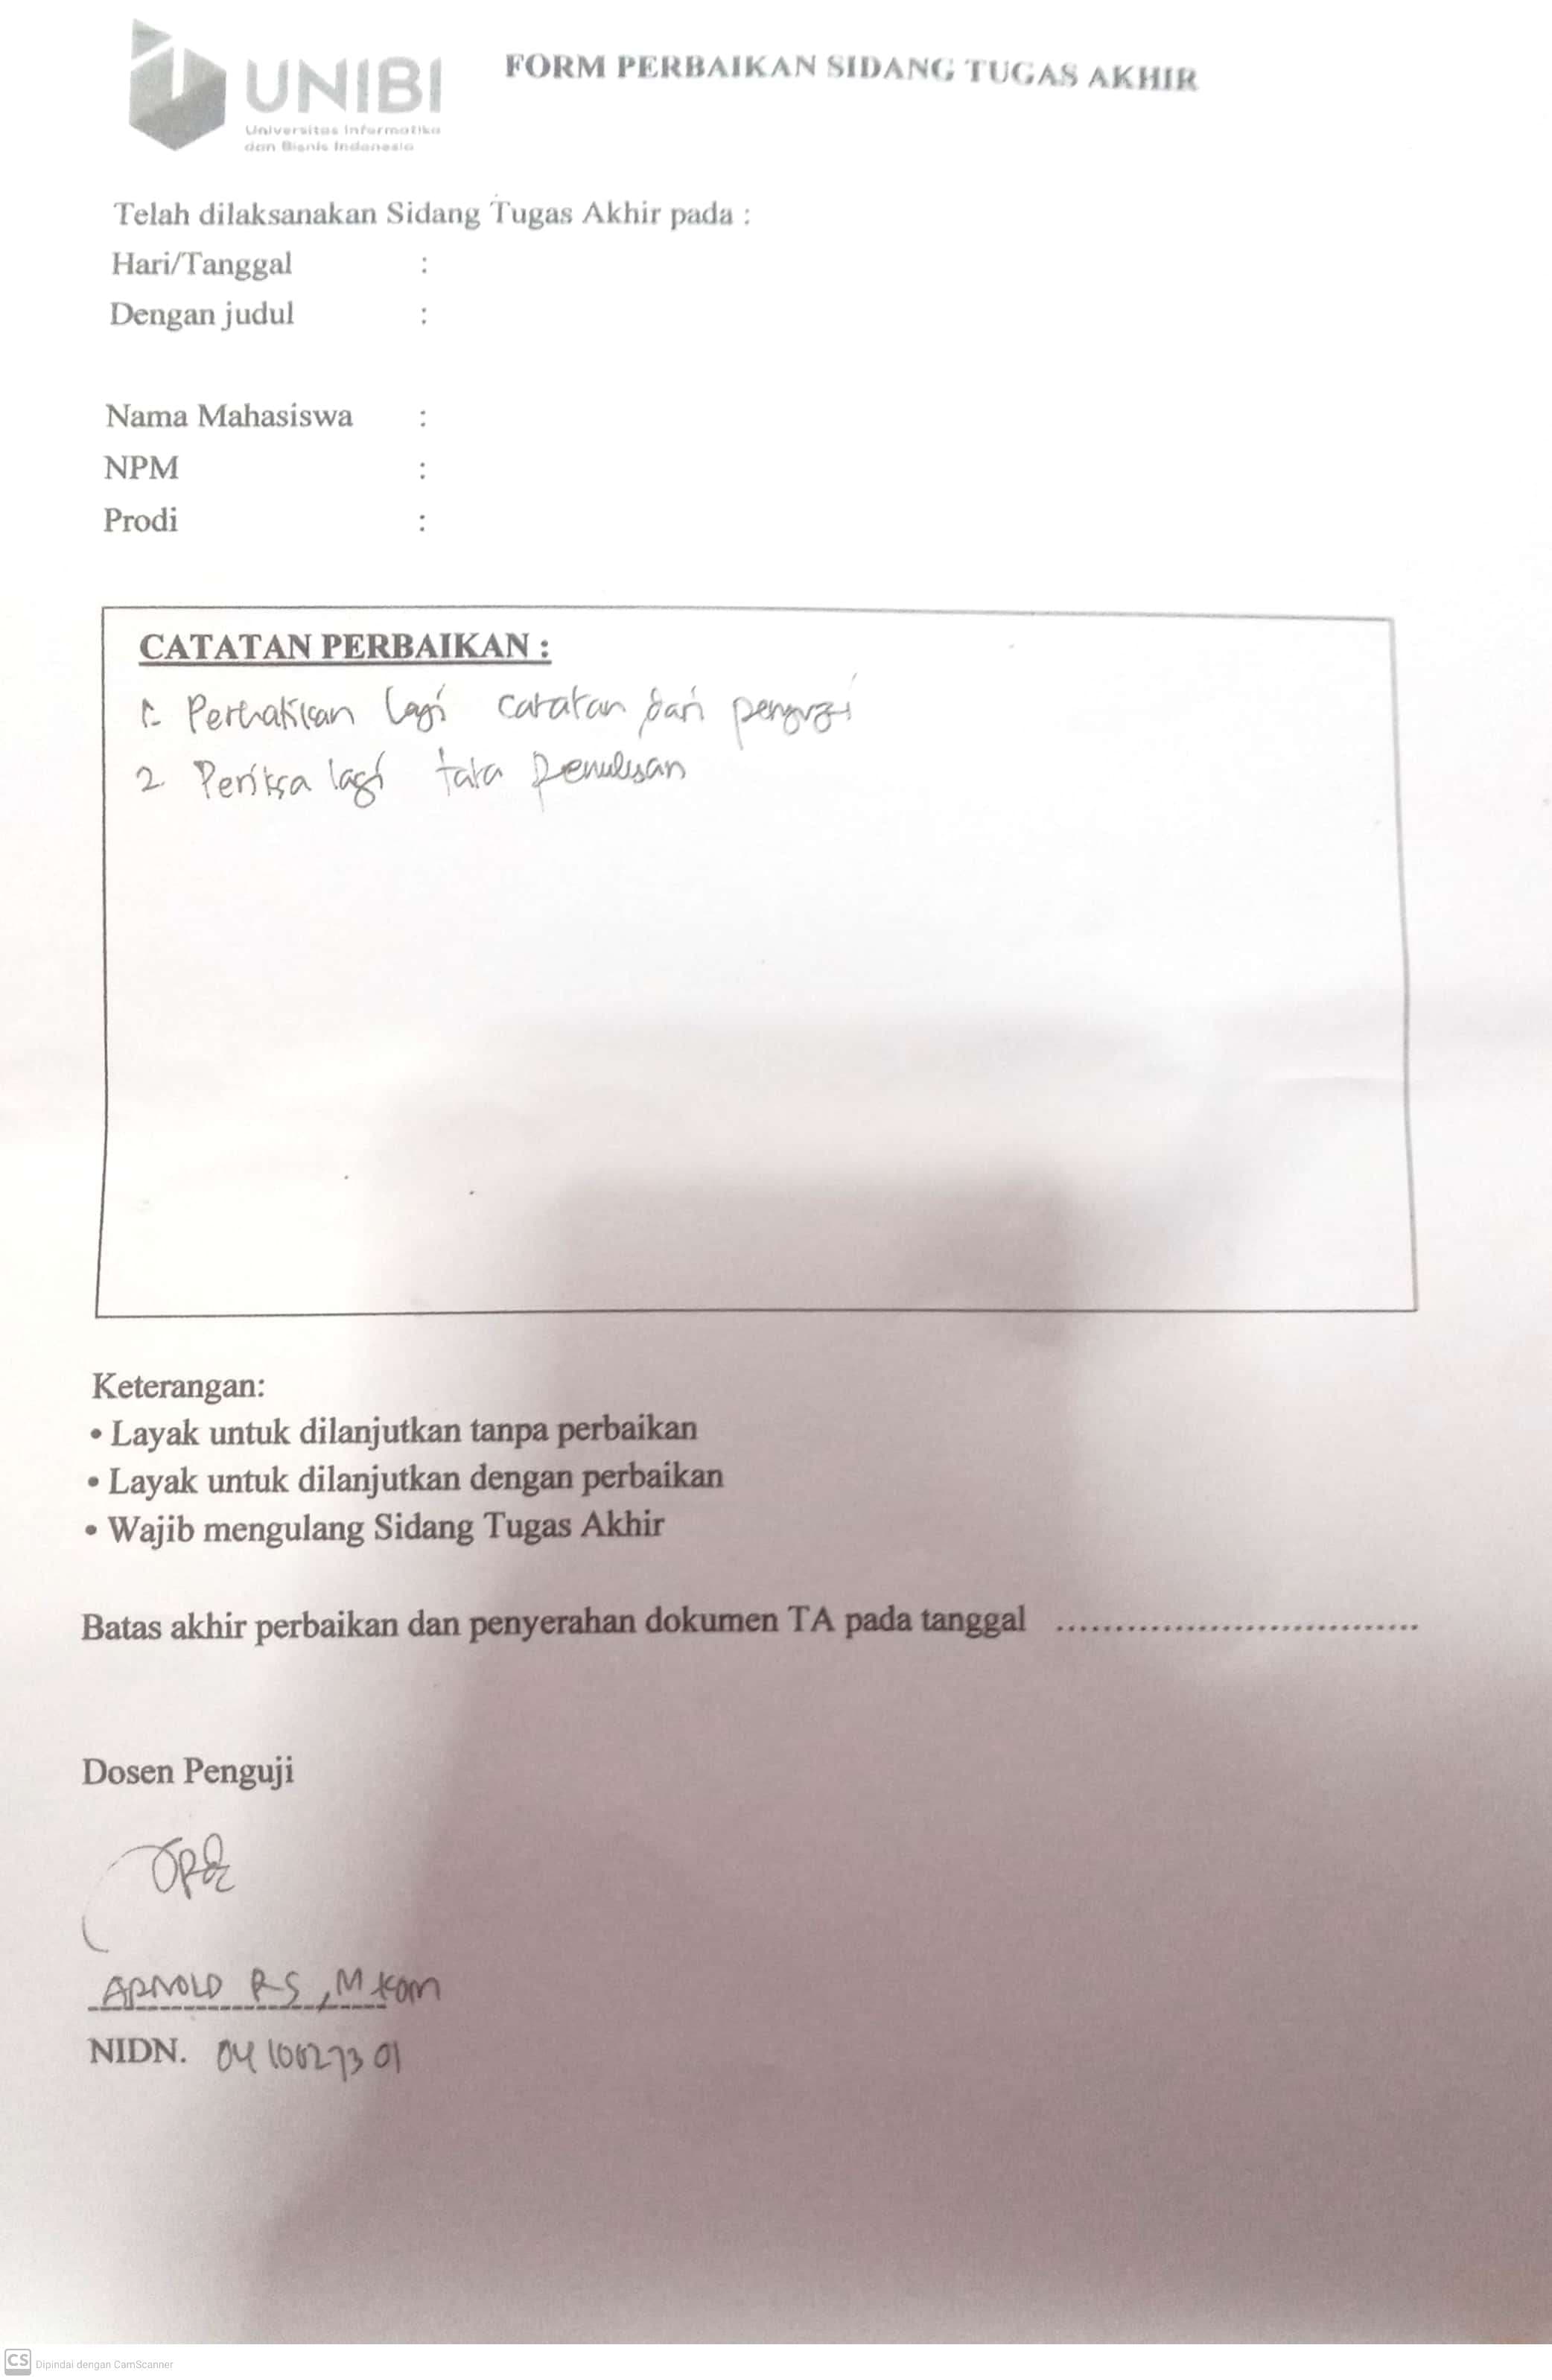 UNIBI
Universitas Informatika
dan Bisnis Indonesia
FORM PERBAIKAN SIDANG TUGAS AKHIR
Telah dilaksanakan Sidang Tugas Akhir pada :
Hari/Tanggal :
Dengan judul :
Nama Mahasiswa :
NPM :
Prodi :
CATATAN PERBAIKAN :
1. Perhatikan lagi catatan dari penguji
2. Periksa lagi tata penulisan
Keterangan:
• Layak untuk dilanjutkan tanpa perbaikan
• Layak untuk dilanjutkan dengan perbaikan
• Wajib mengulang Sidang Tugas Akhir
Batas akhir perbaikan dan penyerahan dokumen TA pada tanggal ................................
Dosen Penguji
ARNOLD RS, M Kom
NIDN.
CS Dipindai dengan CamScanner